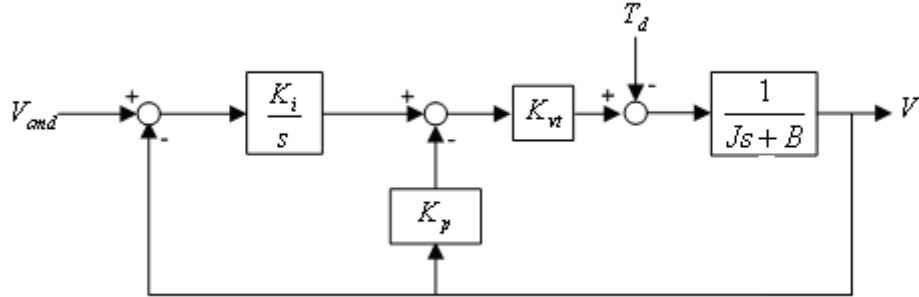 T_d
V_cmd + - K_i/s + - K_vt + - 1/(Js + B) V
K_p